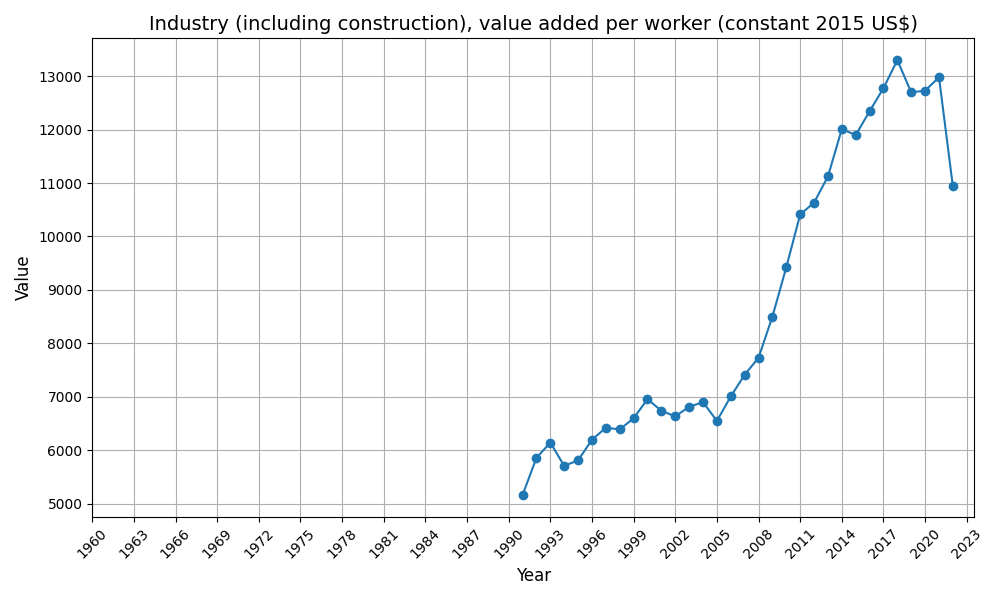 Industry (including construction), value added per worker (constant 2015 US$)
13000
12000
11000
10000
9000
8000
7000
6000
5000
Value
1960 1963 1966 1969 1972 1975 1978 1981 1984 1987 1990 1993 1996 1999 2002 2005 2008 2011 2014 2017 2020 2023
Year